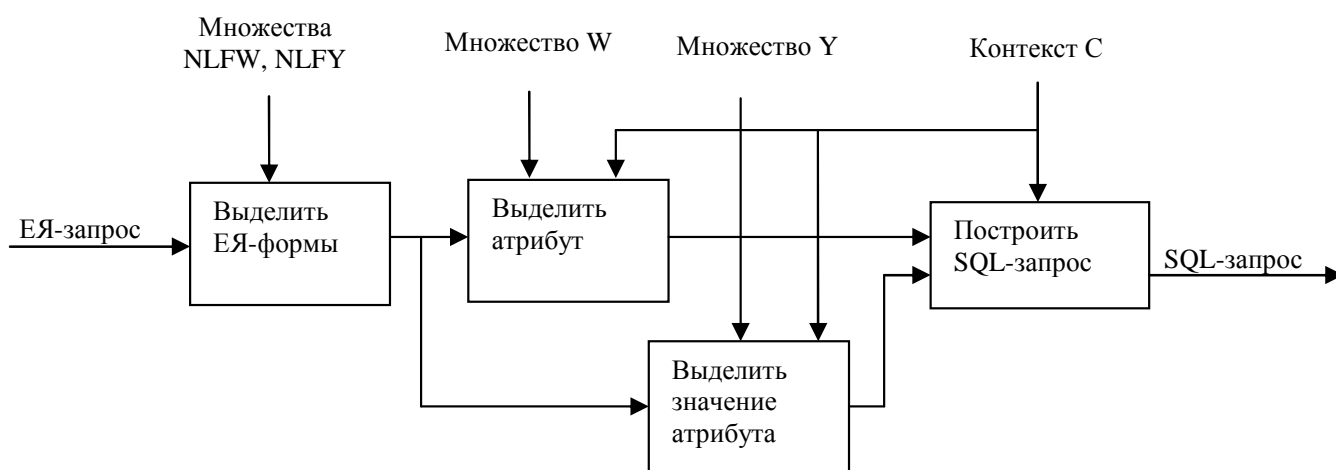 Множества
NLFW, NLFY
Множество W
Множество Y
Контекст C
ЕЯ-запрос
Выделить
ЕЯ-формы
Выделить
атрибут
Построить
SQL-запрос
SQL-запрос
Выделить
значение
атрибута